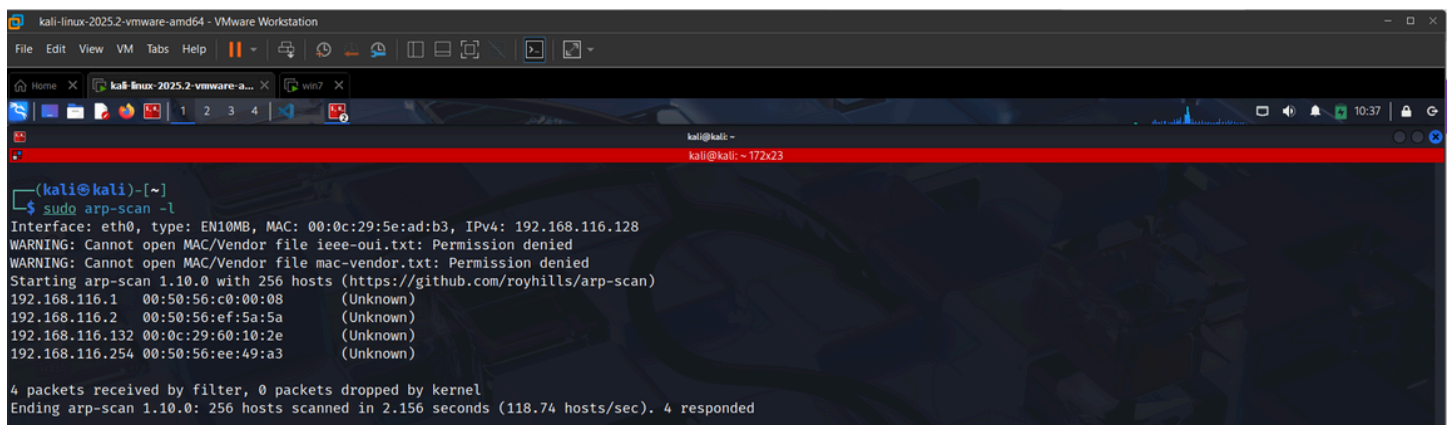 kali-linux-2025.2-vmware-amd64 - VMware Workstation
File Edit View VM Tabs Help
Home kali-linux-2025.2-vmware-a... win7
1 2 3 4 2 10:37
kali@kali: ~
kali@kali: ~ 172x23
(kali㉿kali)-[~]
$ sudo arp-scan -l
Interface: eth0, type: EN10MB, MAC: 00:0c:29:5e:ad:b3, IPv4: 192.168.116.128
WARNING: Cannot open MAC/Vendor file ieee-oui.txt: Permission denied
WARNING: Cannot open MAC/Vendor file mac-vendor.txt: Permission denied
Starting arp-scan 1.10.0 with 256 hosts (https://github.com/royhills/arp-scan)
192.168.116.1 00:50:56:c0:00:08 (Unknown)
192.168.116.2 00:50:56:ef:5a:5a (Unknown)
192.168.116.132 00:0c:29:60:10:2e (Unknown)
192.168.116.254 00:50:56:ee:49:a3 (Unknown)
4 packets received by filter, 0 packets dropped by kernel
Ending arp-scan 1.10.0: 256 hosts scanned in 2.156 seconds (118.74 hosts/sec). 4 responded